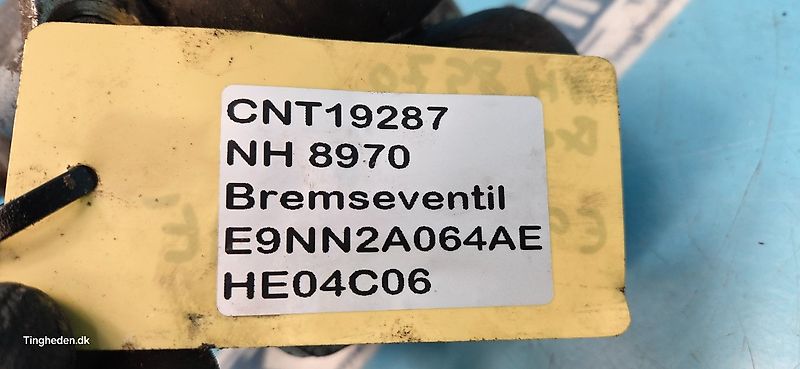 CNT19287
NH 8970
Bremseventil
E9NN2A064AE
HE04C06
Tingheden.dk